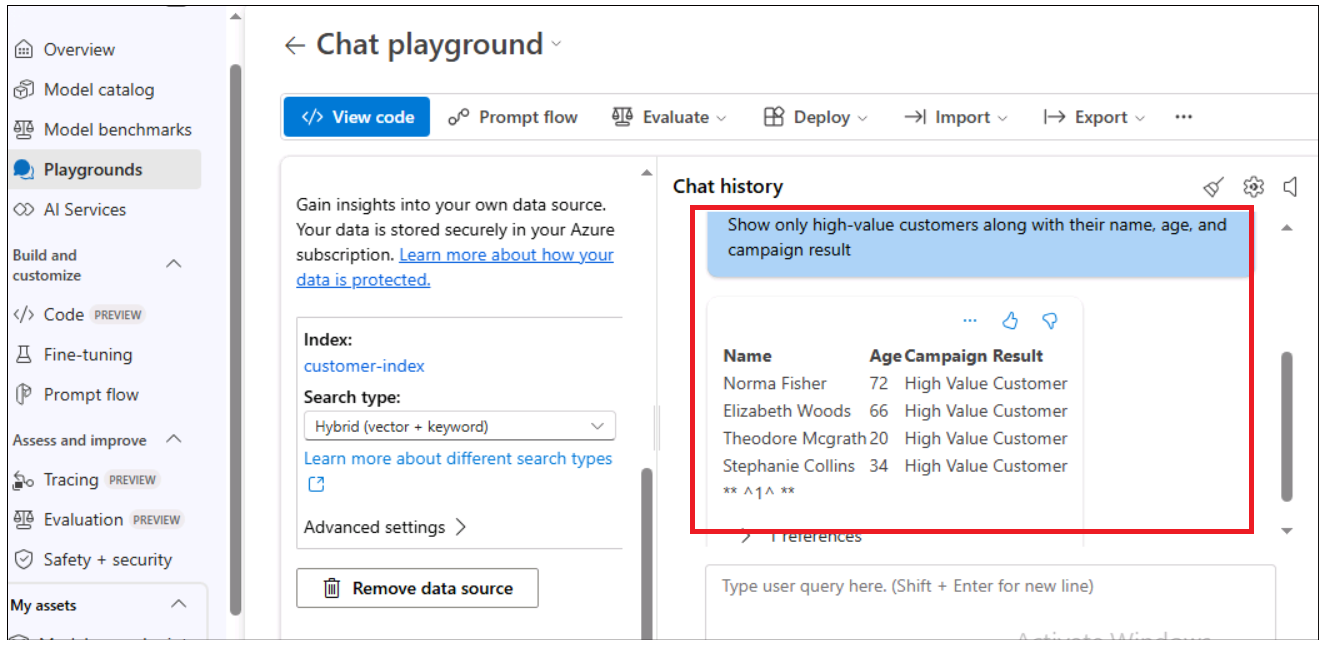 Overview
Model catalog
Model benchmarks
Playgrounds
AI Services
Build and
customize
Code PREVIEW
Fine-tuning
Prompt flow
Assess and improve
Tracing PREVIEW
Evaluation PREVIEW
Safety + security
My assets
Chat playground
View code Prompt flow Evaluate Deploy Import Export ...
Gain insights into your own data source.
Your data is stored securely in your Azure
subscription. Learn more about how your
data is protected.
Index:
customer-index
Search type:
Hybrid (vector + keyword)
Learn more about different search types
Advanced settings
Remove data source
Chat history
Show only high-value customers along with their name, age, and
campaign result
...
Name Age Campaign Result
Norma Fisher 72 High Value Customer
Elizabeth Woods 66 High Value Customer
Theodore Mcgrath 20 High Value Customer
Stephanie Collins 34 High Value Customer
** ^1^ **
1 references
Type user query here. (Shift + Enter for new line)
Activate Windows